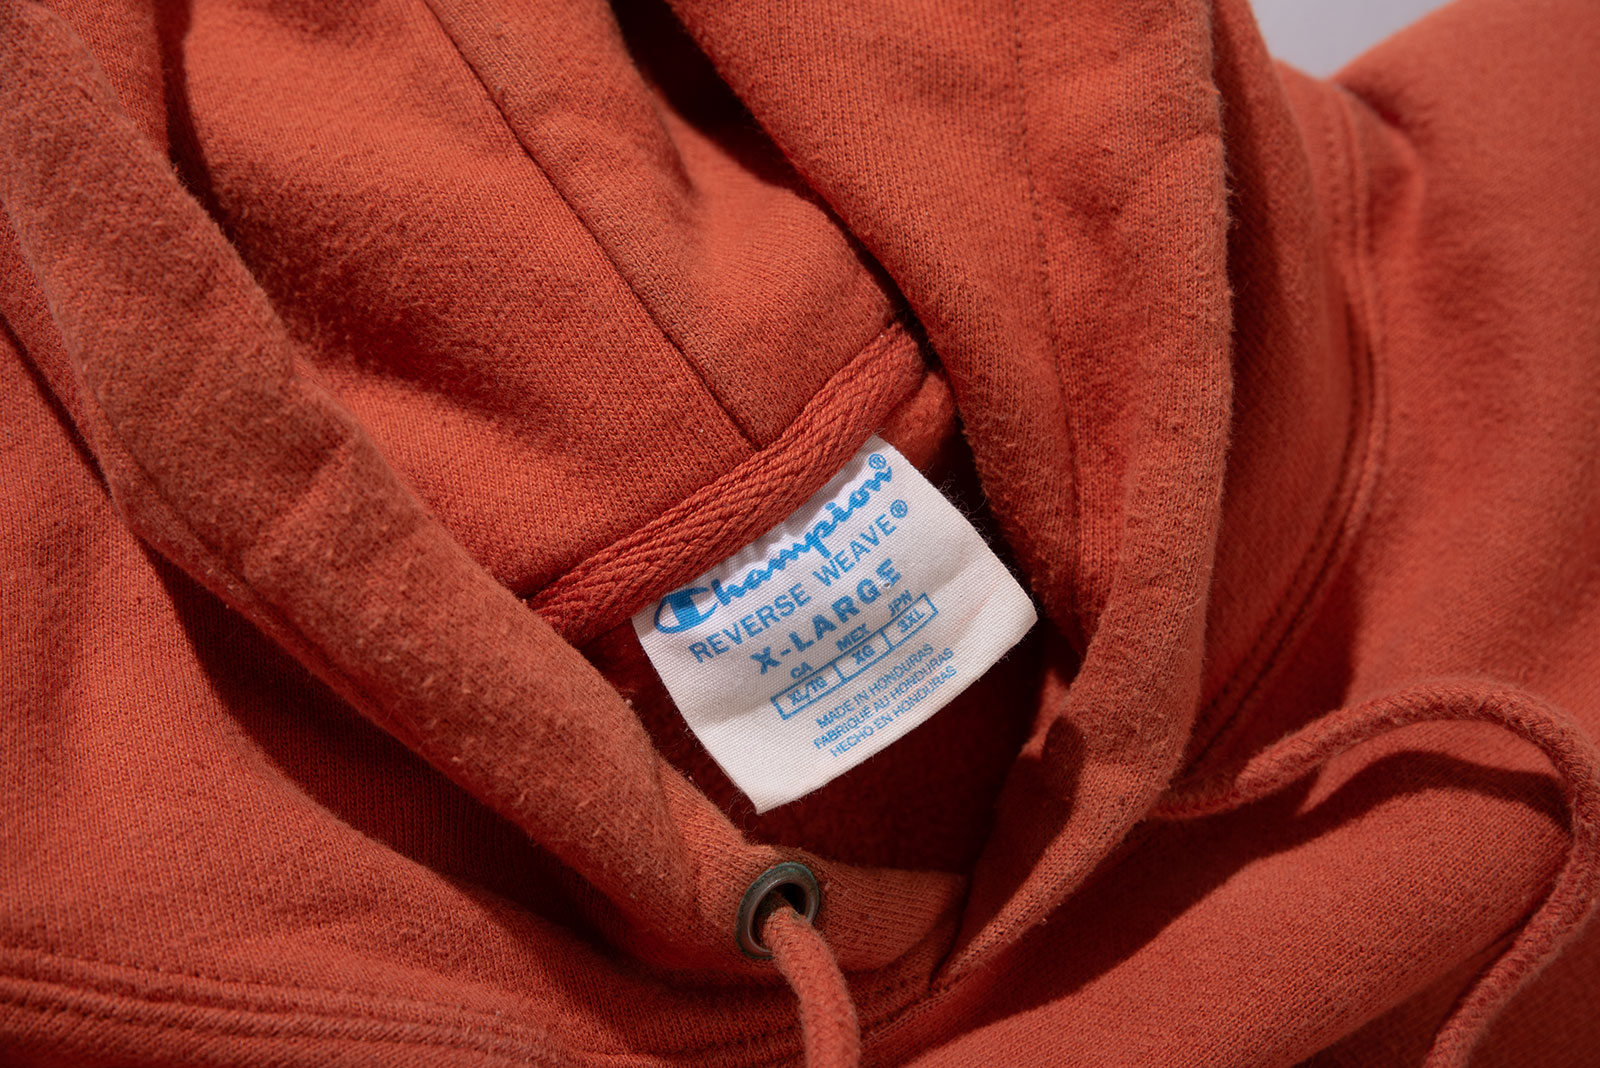 Champion®
REVERSE WEAVE®
X-LARGE
CA MEX JPN
XL/TG XG 3XL
MADE IN HONDURAS
FABRIQUÉ AU HONDURAS
HECHO EN HONDURAS